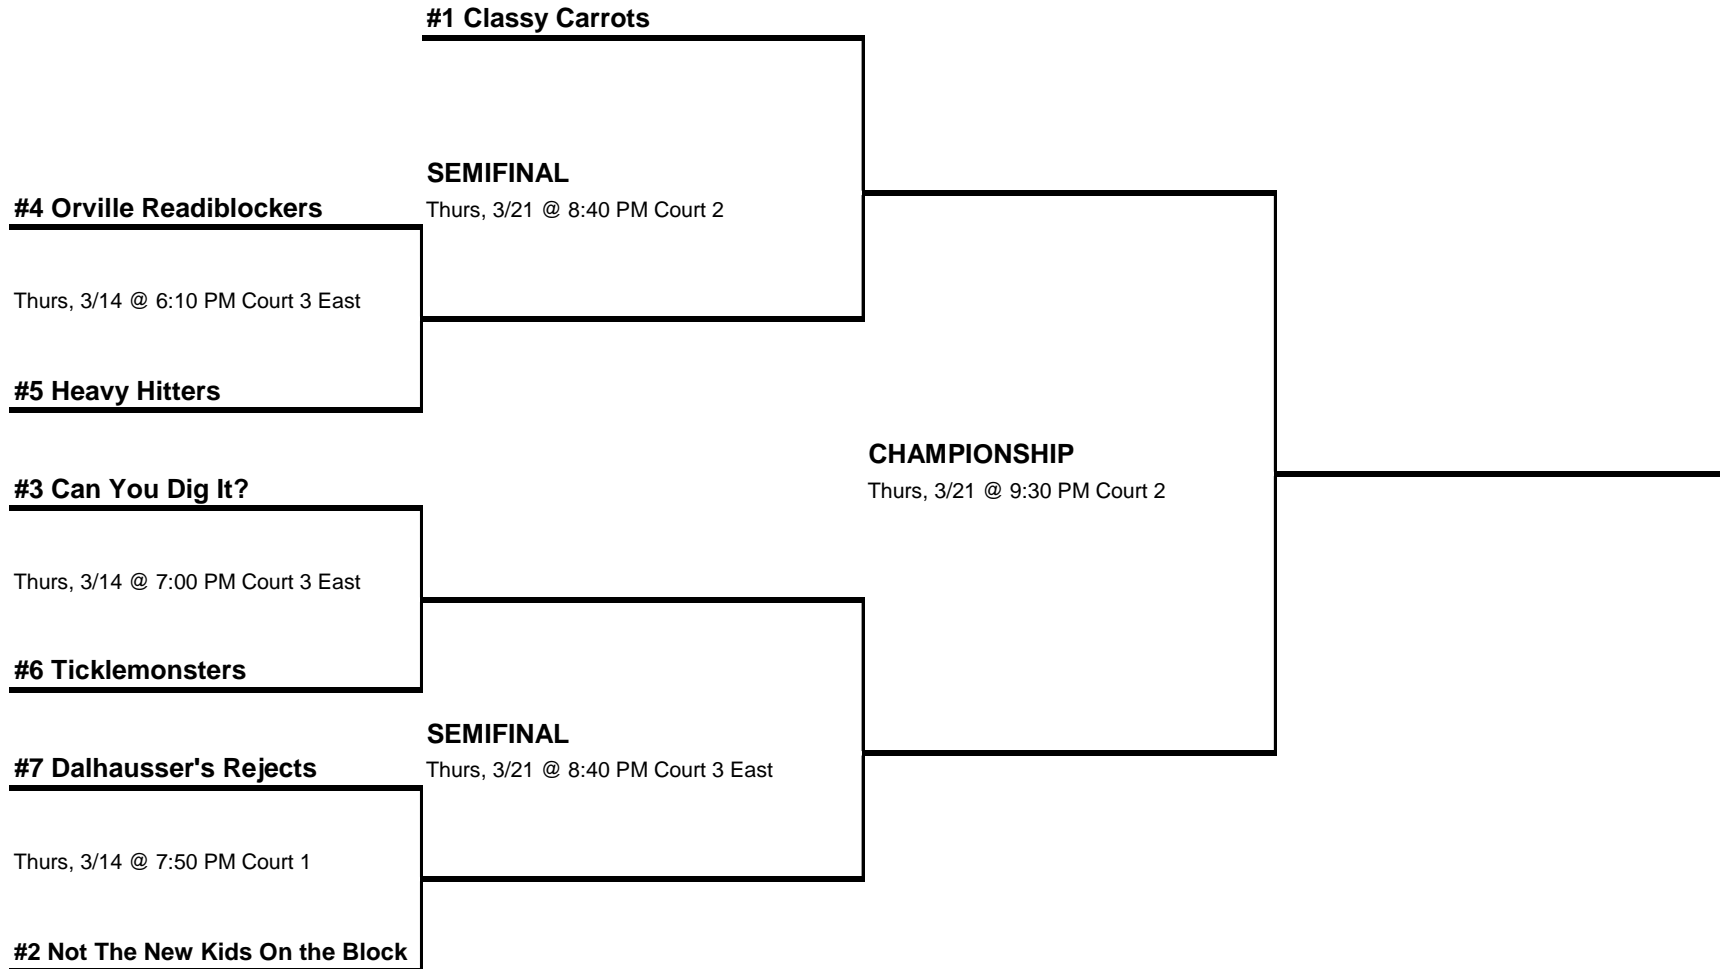 #1 Classy Carrots
SEMIFINAL
Thurs, 3/21 @ 8:40 PM Court 2
#4 Orville Readiblockers
Thurs, 3/14 @ 6:10 PM Court 3 East
#5 Heavy Hitters
CHAMPIONSHIP
Thurs, 3/21 @ 9:30 PM Court 2
#3 Can You Dig It?
Thurs, 3/14 @ 7:00 PM Court 3 East
#6 Ticklemonsters
SEMIFINAL
Thurs, 3/21 @ 8:40 PM Court 3 East
#7 Dalhausser's Rejects
Thurs, 3/14 @ 7:50 PM Court 1
#2 Not The New Kids On the Block